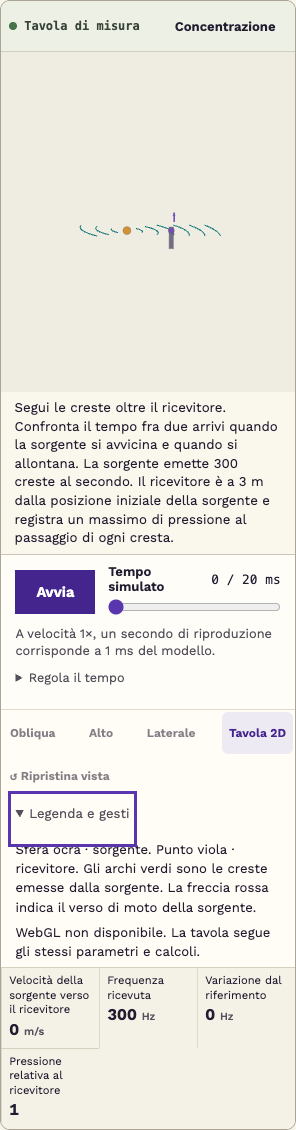 Tavola di misura
Concentrazione
Segui le creste oltre il ricevitore.
Confronta il tempo fra due arrivi quando
la sorgente si avvicina e quando si
allontana. La sorgente emette 300
creste al secondo. Il ricevitore è a 3 m
dalla posizione iniziale della sorgente e
registra un massimo di pressione al
passaggio di ogni cresta.
Avvia
Tempo
simulato
0 / 20 ms
A velocità 1×, un secondo di riproduzione
corrisponde a 1 ms del modello.
▶ Regola il tempo
Obliqua
Alto
Laterale
Tavola 2D
↺ Ripristina vista
▼ Legenda e gesti
Sfera ocra · sorgente. Punto viola ·
ricevitore. Gli archi verdi sono le creste
emesse dalla sorgente. La freccia rossa
indica il verso di moto della sorgente.
WebGL non disponibile. La tavola segue
gli stessi parametri e calcoli.
Velocità della
sorgente verso
il ricevitore
0 m/s
Frequenza
ricevuta
300 Hz
Variazione dal
riferimento
0 Hz
Pressione
relativa al
ricevitore
1